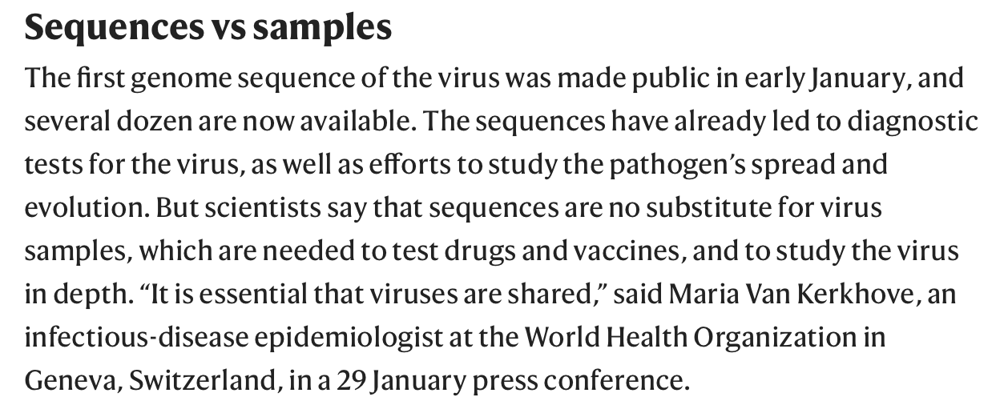 Sequences vs samples
The first genome sequence of the virus was made public in early January, and
several dozen are now available. The sequences have already led to diagnostic
tests for the virus, as well as efforts to study the pathogen’s spread and
evolution. But scientists say that sequences are no substitute for virus
samples, which are needed to test drugs and vaccines, and to study the virus
in depth. “It is essential that viruses are shared,” said Maria Van Kerkhove, an
infectious-disease epidemiologist at the World Health Organization in
Geneva, Switzerland, in a 29 January press conference.